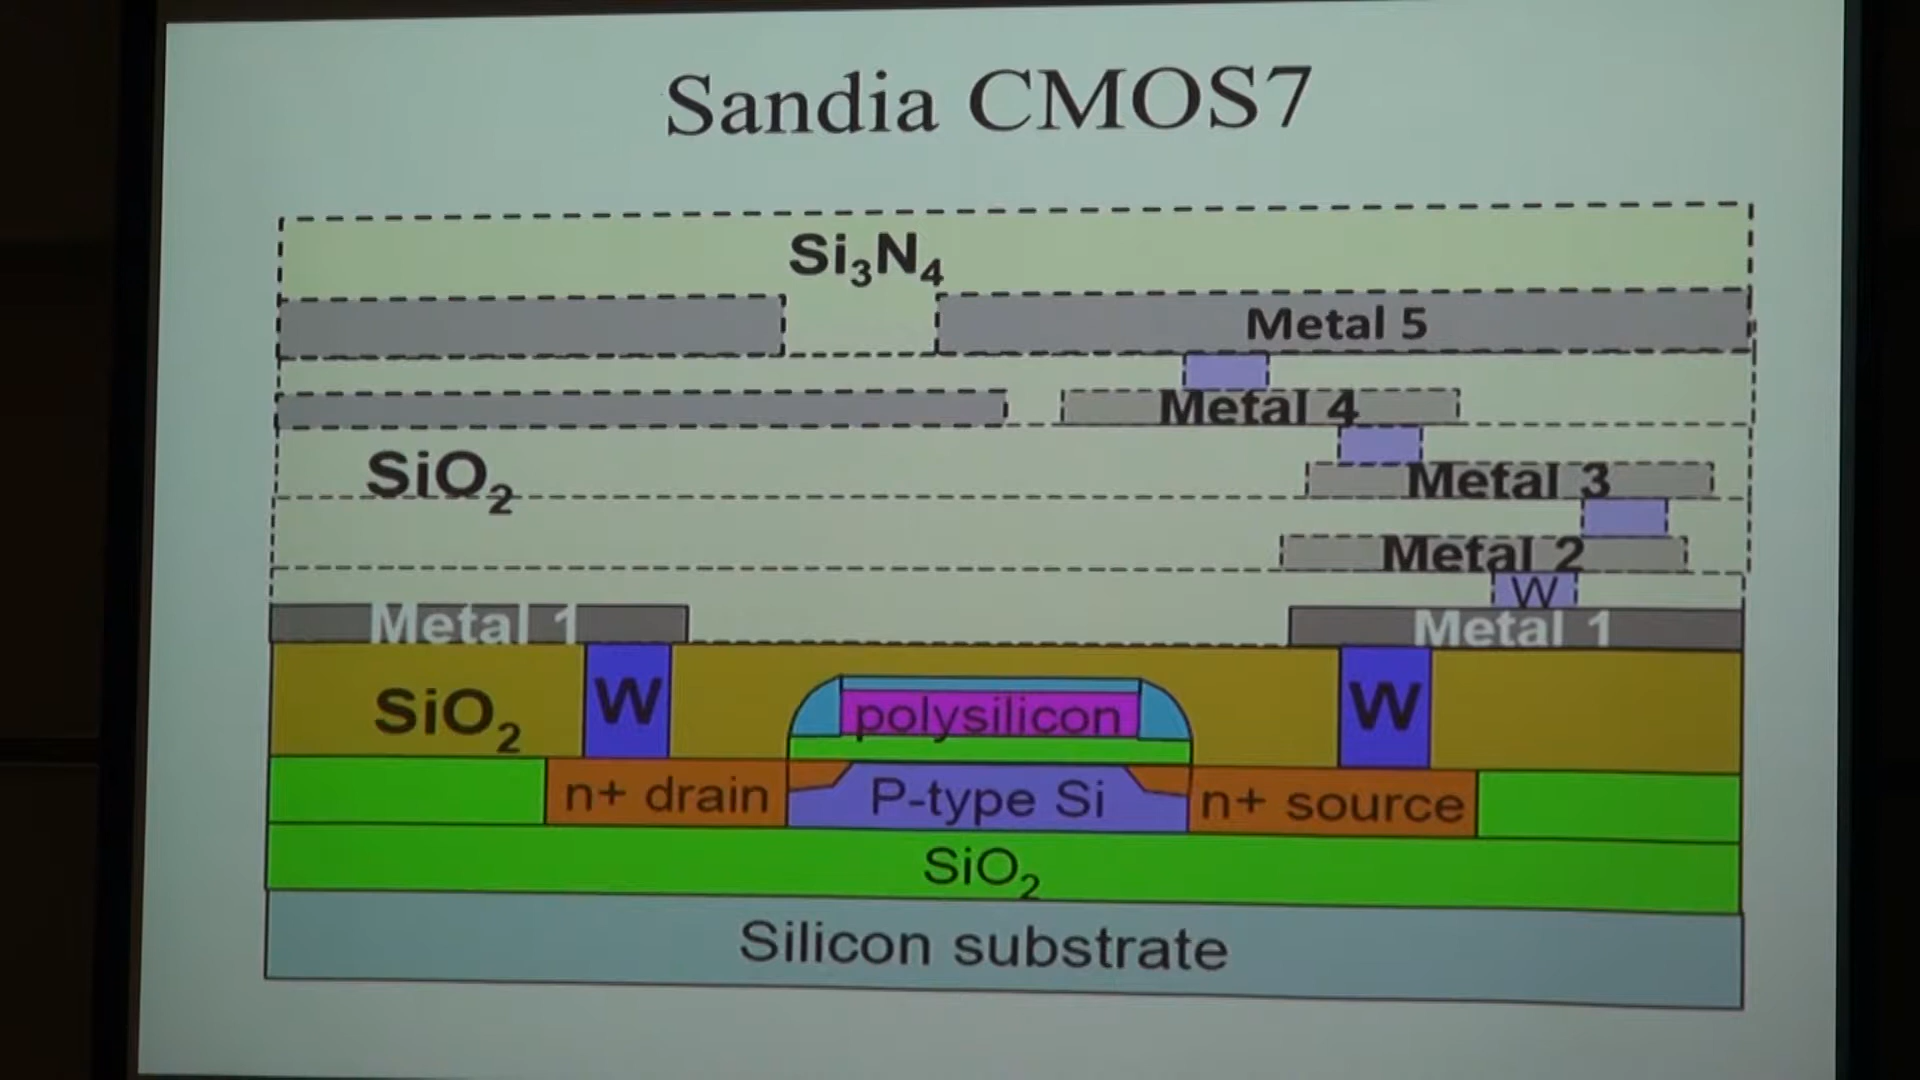 Sandia CMOS7
Si₃N₄
Metal 5
Metal 4
SiO₂
Metal 3
Metal 2
W
Metal 1
Metal 1
SiO₂
W
polysilicon
W
n+ drain
P-type Si
n+ source
SiO₂
Silicon substrate